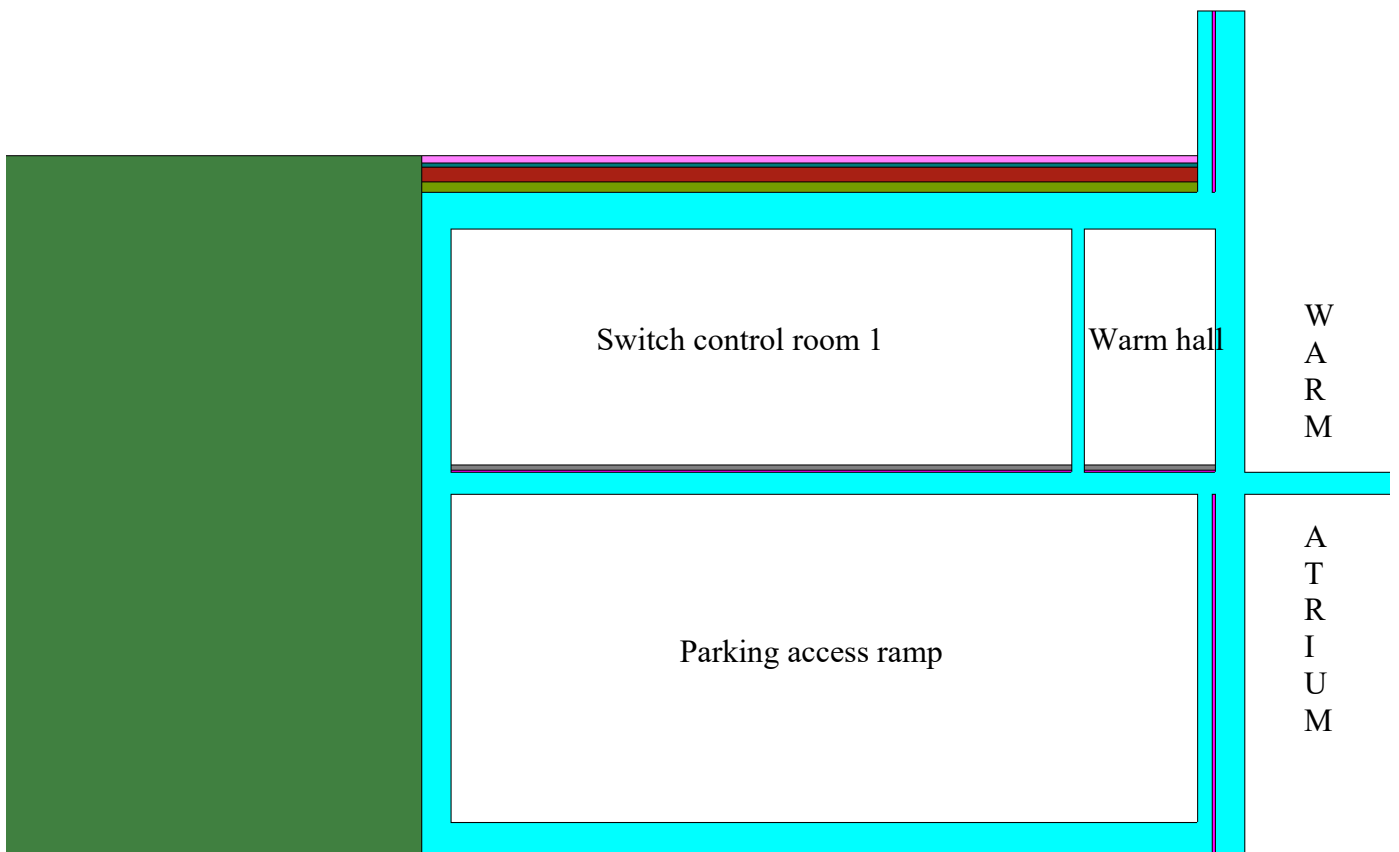 Switch control room 1
Warm hall
W
A
R
M
A
T
R
I
U
M
Parking access ramp